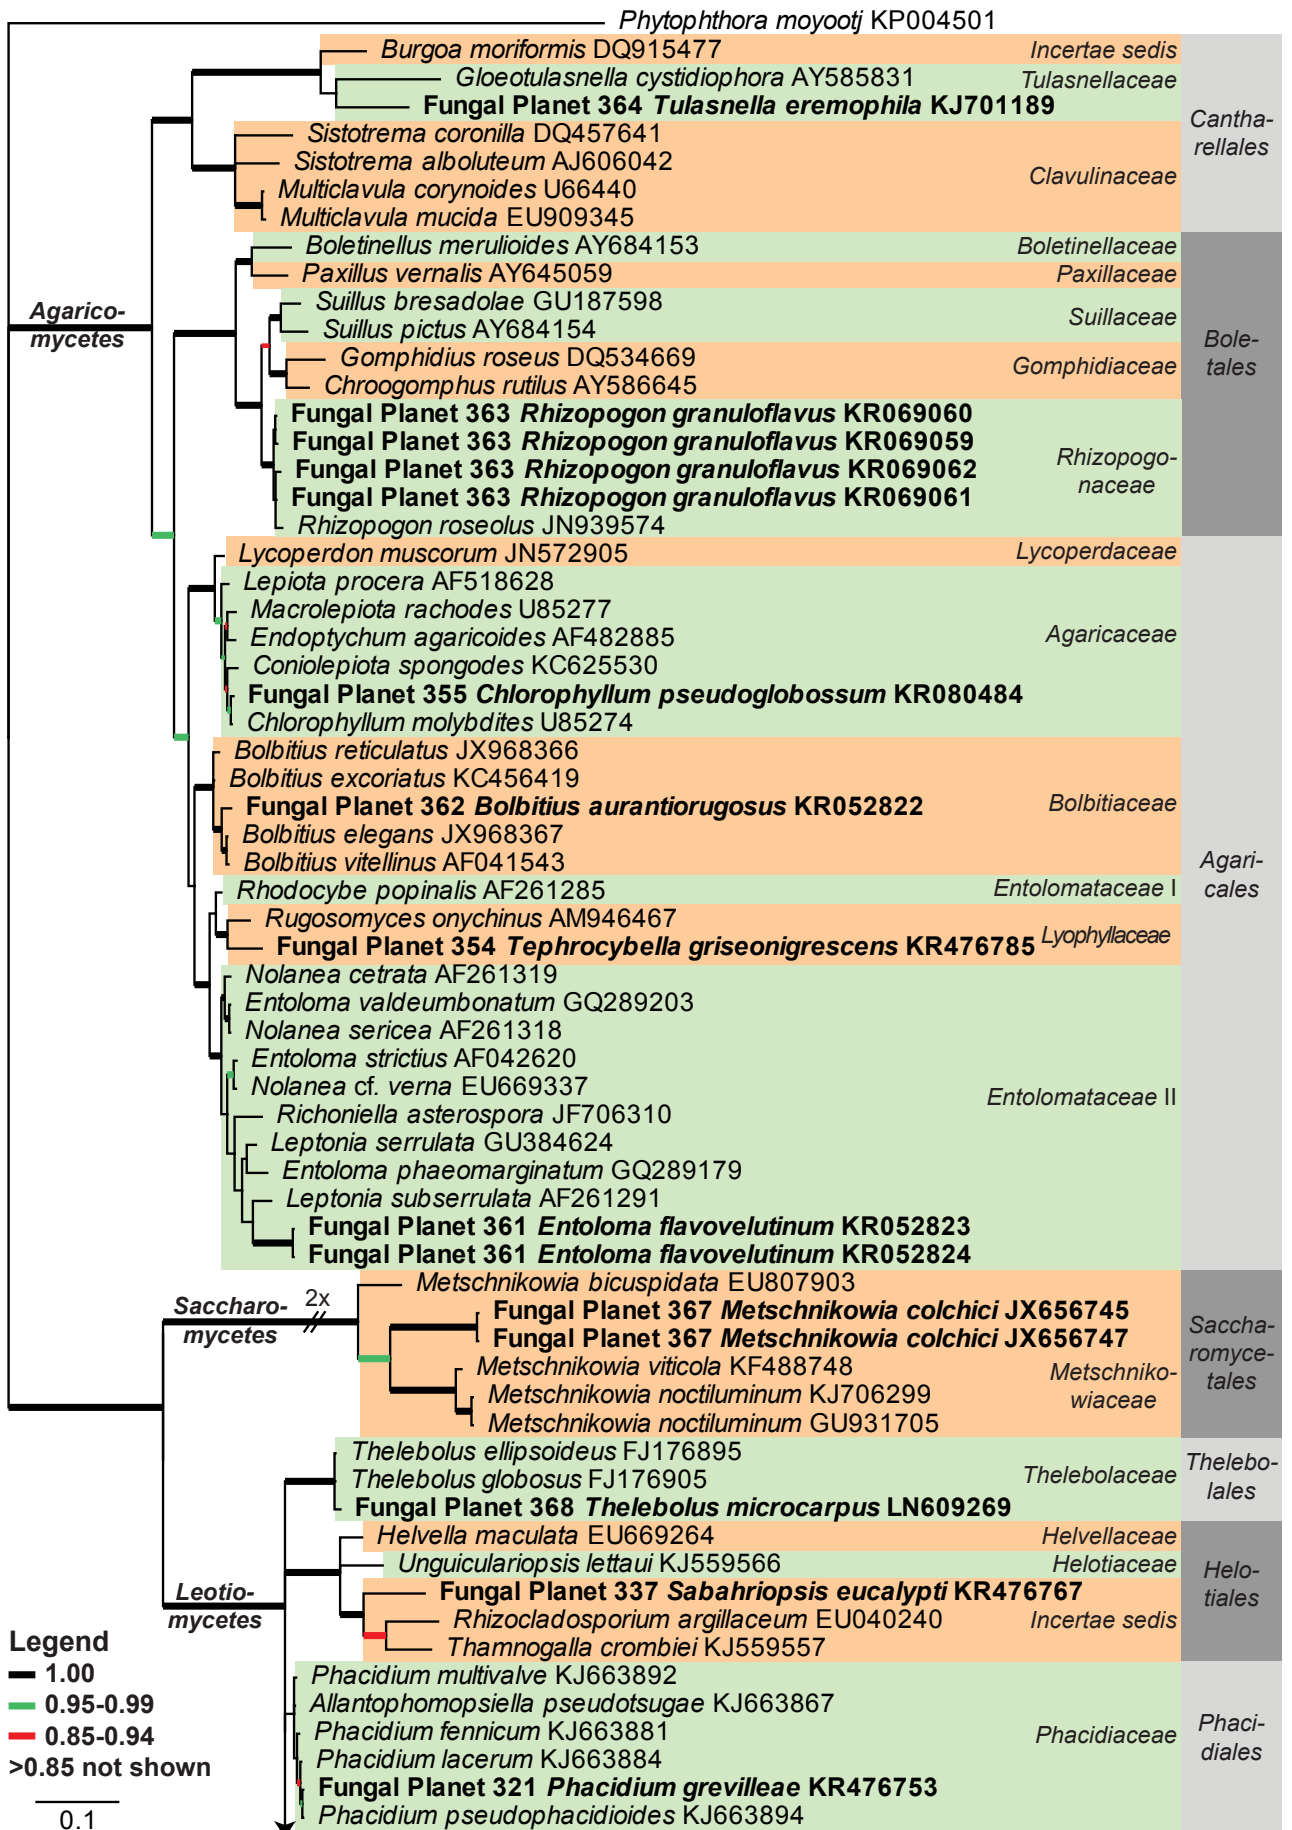 Phytophthora moyootj KP004501
Burgoa moriformis DQ915477
Incertae sedis
Gloeotulasnella cystidiophora AY585831
Tulasnellaceae
Fungal Planet 364 Tulasnella eremophila KJ701189
Cantha-
rellales
Sistotrema coronilla DQ457641
Sistotrema alboluteum AJ606042
Clavulinaceae
Multiclavula corynoides U66440
Multiclavula mucida EU909345
Boletinellus merulioides AY684153
Boletinellaceae
Paxillus vernalis AY645059
Paxillaceae
Agarico-
mycetes
Suillus bresadolae GU187598
Suillus pictus AY684154
Suillaceae
Bole-
tales
Gomphidius roseus DQ534669
Chroogomphus rutilus AY586645
Gomphidiaceae
Fungal Planet 363 Rhizopogon granuloflavus KR069060
Fungal Planet 363 Rhizopogon granuloflavus KR069059
Fungal Planet 363 Rhizopogon granuloflavus KR069062
Fungal Planet 363 Rhizopogon granuloflavus KR069061
Rhizopogon roseolus JN939574
Rhizopogo-
naceae
Lycoperdon muscorum JN572905
Lycoperdaceae
Lepiota procera AF518628
Macrolepiota rachodes U85277
Endoptychum agaricoides AF482885
Agaricaceae
Coniolepiota spongodes KC625530
Fungal Planet 355 Chlorophyllum pseudoglobossum KR080484
Chlorophyllum molybdites U85274
Bolbitius reticulatus JX968366
Bolbitius excoriatus KC456419
Fungal Planet 362 Bolbitius aurantiorugosus KR052822
Bolbitiaceae
Bolbitius elegans JX968367
Bolbitius vitellinus AF041543
Agari-
cales
Rhodocybe popinalis AF261285
Entolomataceae I
Rugosomyces onychinus AM946467
Fungal Planet 354 Tephrocybella griseonigrescens KR476785
Lyophyllaceae
Nolanea cetrata AF261319
Entoloma valdeumbonatum GQ289203
Nolanea sericea AF261318
Entoloma strictius AF042620
Nolanea cf. verna EU669337
Entolomataceae II
Richoniella asterospora JF706310
Leptonia serrulata GU384624
Entoloma phaeomarginatum GQ289179
Leptonia subserrulata AF261291
Fungal Planet 361 Entoloma flavovelutinum KR052823
Fungal Planet 361 Entoloma flavovelutinum KR052824
Saccharo-
mycetes
2x
Metschnikowia bicuspidata EU807903
Fungal Planet 367 Metschnikowia colchici JX656745
Fungal Planet 367 Metschnikowia colchici JX656747
Metschnikowia viticola KF488748
Metschnikowia noctiluminum KJ706299
Metschnikowia noctiluminum GU931705
Metschniko-
wiaceae
Saccha-
romyce-
tales
Thelebolus ellipsoideus FJ176895
Thelebolus globosus FJ176905
Fungal Planet 368 Thelebolus microcarpus LN609269
Thelebolaceae
Thelebo-
lales
Helvella maculata EU669264
Helvellaceae
Unguiculariopsis lettaui KJ559566
Helotiaceae
Leotio-
mycetes
Fungal Planet 337 Sabahriopsis eucalypti KR476767
Rhizocladosporium argillaceum EU040240
Incertae sedis
Thamnogalla crombiei KJ559557
Helo-
tiales
Phacidium multivalve KJ663892
Allantophomopsiella pseudotsugae KJ663867
Phacidium fennicum KJ663881
Phacidiaceae
Phacidium lacerum KJ663884
Fungal Planet 321 Phacidium grevilleae KR476753
Phacidium pseudophacidioides KJ663894
Phaci-
diales
Legend
1.00
0.95-0.99
0.85-0.94
>0.85 not shown
0.1